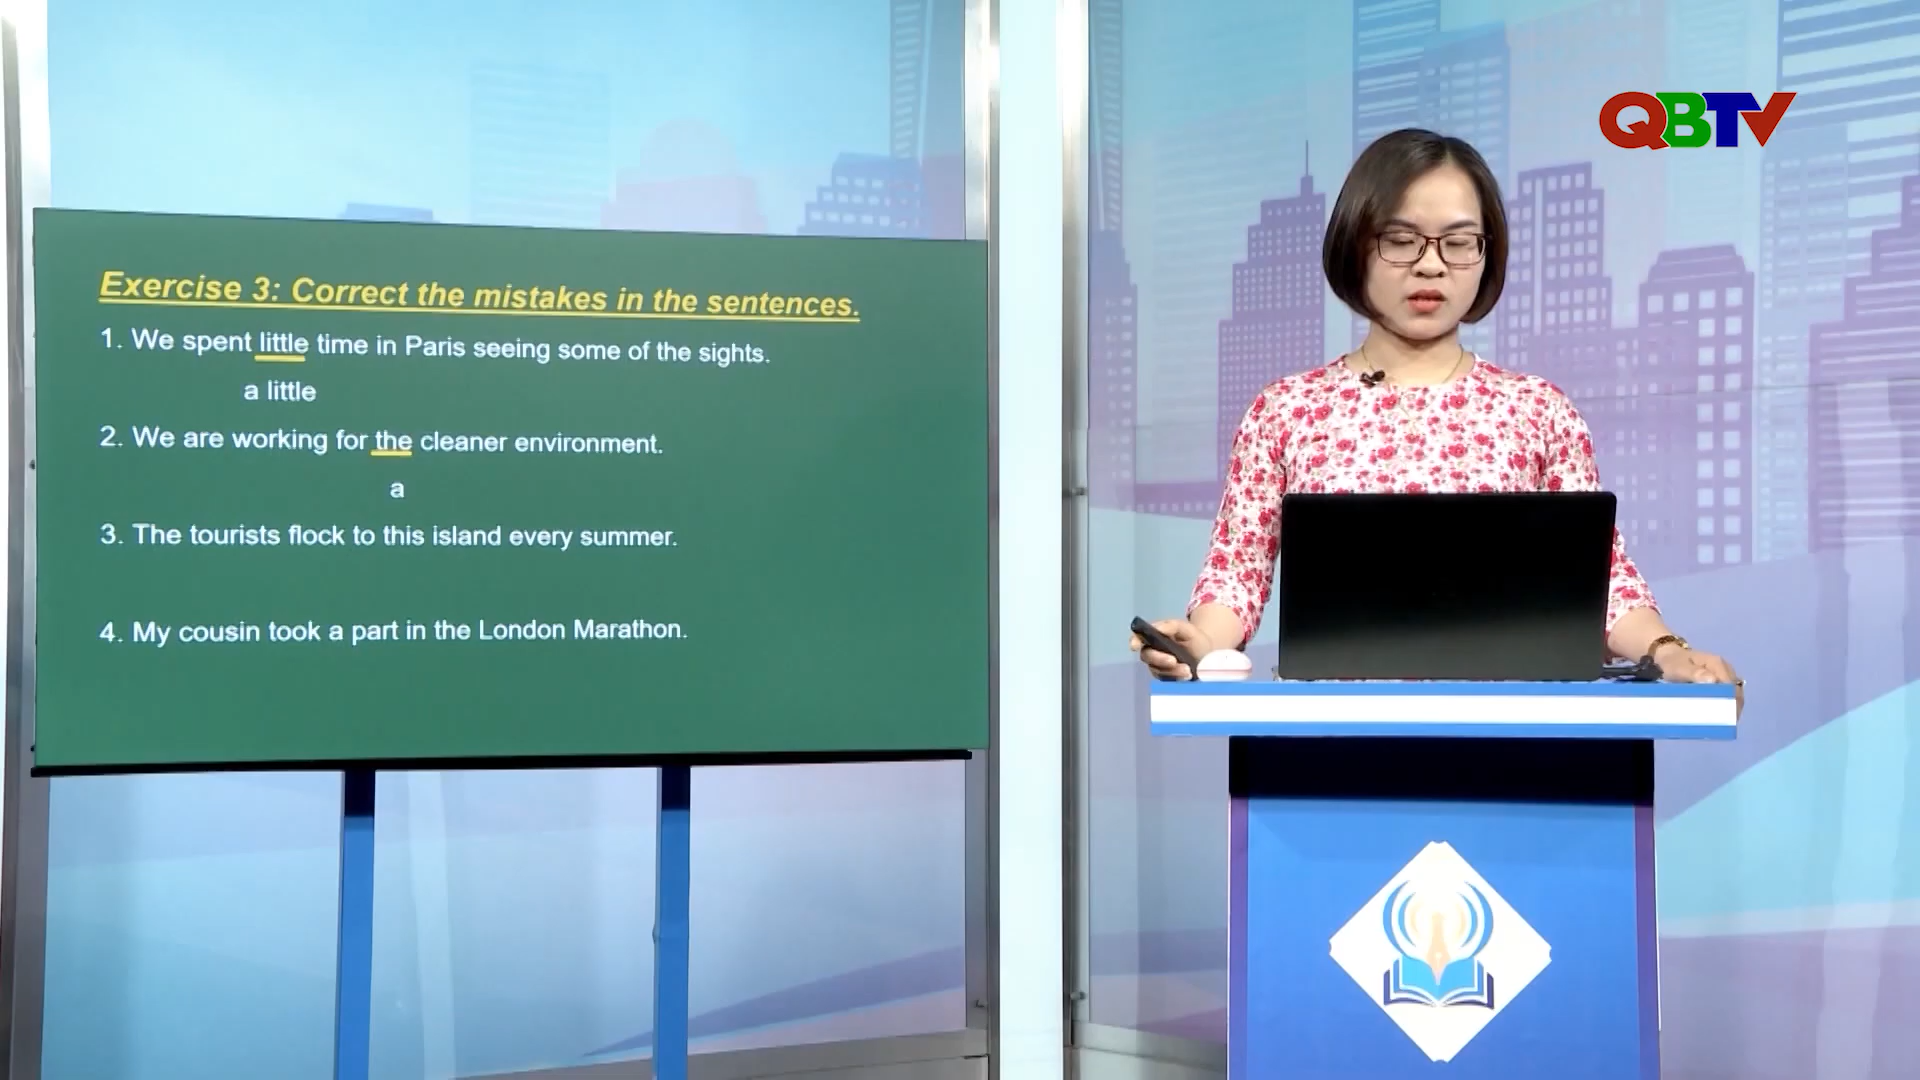 QBTV
Exercise 3: Correct the mistakes in the sentences.
1. We spent little time in Paris seeing some of the sights.
a little
2. We are working for the cleaner environment.
a
3. The tourists flock to this island every summer.
4. My cousin took a part in the London Marathon.